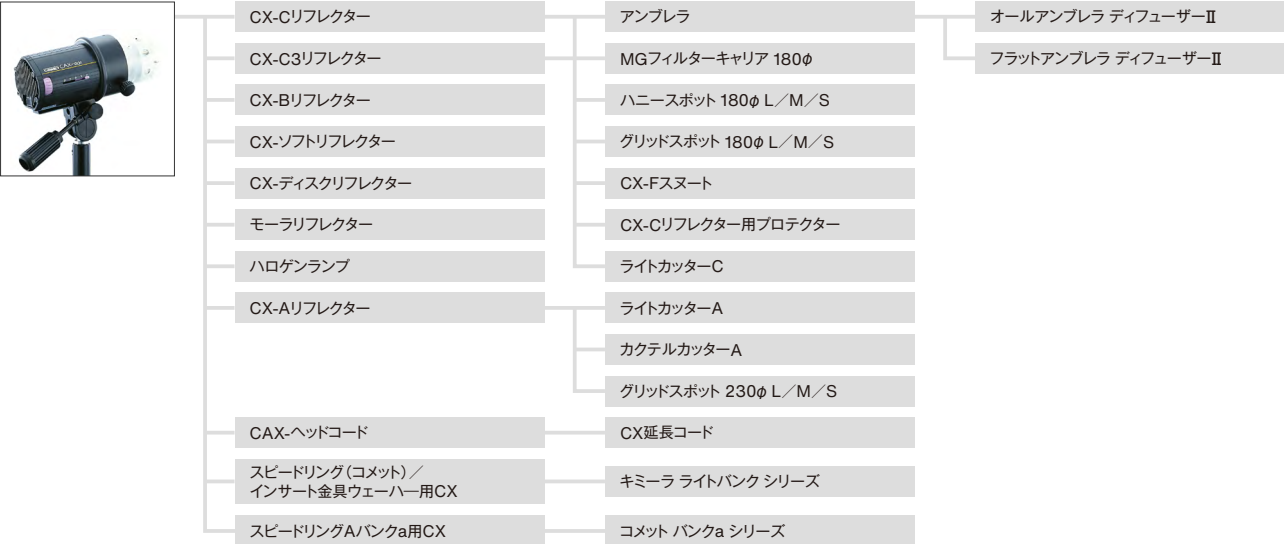 CX-Cリフレクター
アンブレラ
オールアンブレラ ディフューザーⅡ
CX-C3リフレクター
MGフィルターキャリア 180φ
フラットアンブレラ ディフューザーⅡ
CX-Bリフレクター
ハニースポット 180φ L／M／S
CX-ソフトリフレクター
グリッドスポット 180φ L／M／S
CX-ディスクリフレクター
CX-Fスヌート
モーラリフレクター
CX-Cリフレクター用プロテクター
ハロゲンランプ
ライトカッターC
CX-Aリフレクター
ライトカッターA
カクテルカッターA
グリッドスポット 230φ L／M／S
CAX-ヘッドコード
CX延長コード
スピードリング（コメット）／
インサート金具ウェーハー用CX
キミーラ ライトバンク シリーズ
スピードリングAバンクa用CX
コメット バンクa シリーズ